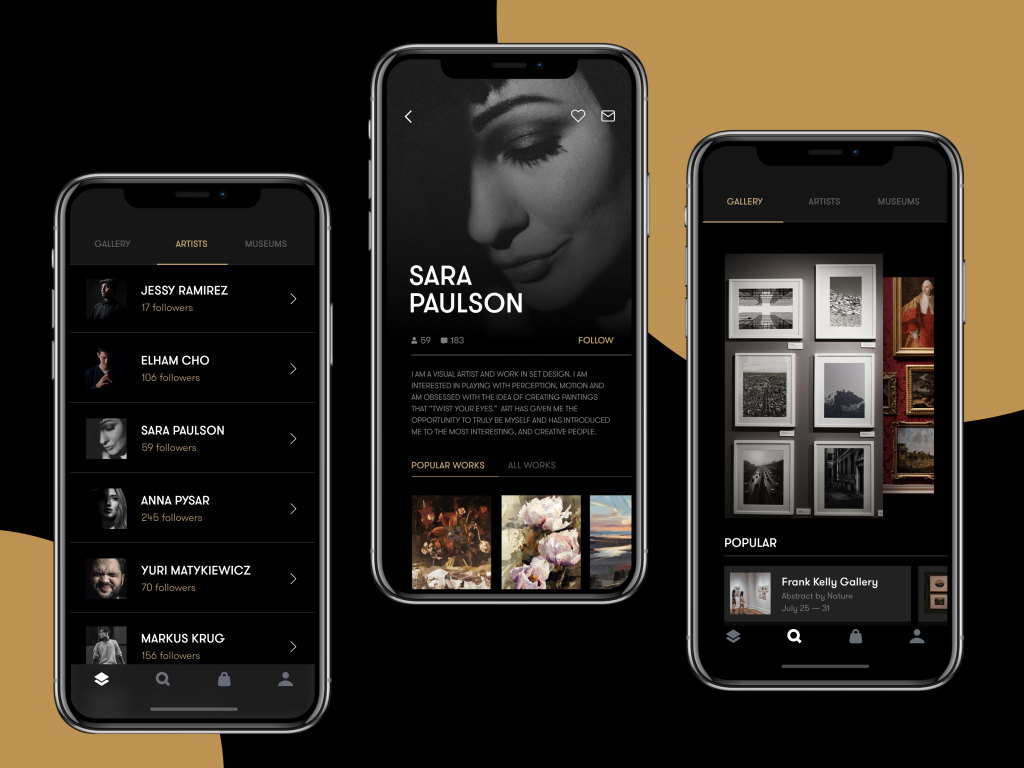 GALLERY ARTISTS MUSEUMS
JESSY RAMIREZ
17 followers
ELHAM CHO
106 followers
SARA PAULSON
59 followers
ANNA PYSAR
245 followers
YURI MATYKIEWICZ
70 followers
MARKUS KRUG
156 followers
SARA
PAULSON
59 183 FOLLOW
I AM A VISUAL ARTIST AND WORK IN SET DESIGN. I AM
INTERESTED IN PLAYING WITH PERCEPTION, MOTION AND
AM OBSESSED WITH THE IDEA OF CREATING PAINTINGS
THAT "TWIST YOUR EYES." ART HAS GIVEN ME THE
OPPORTUNITY TO TRULY BE MYSELF AND HAS INTRODUCED
ME TO THE MOST INTERESTING, AND CREATIVE PEOPLE.
POPULAR WORKS ALL WORKS
GALLERY ARTISTS MUSEUMS
POPULAR
Frank Kelly Gallery
Abstract by Nature
July 25 — 31